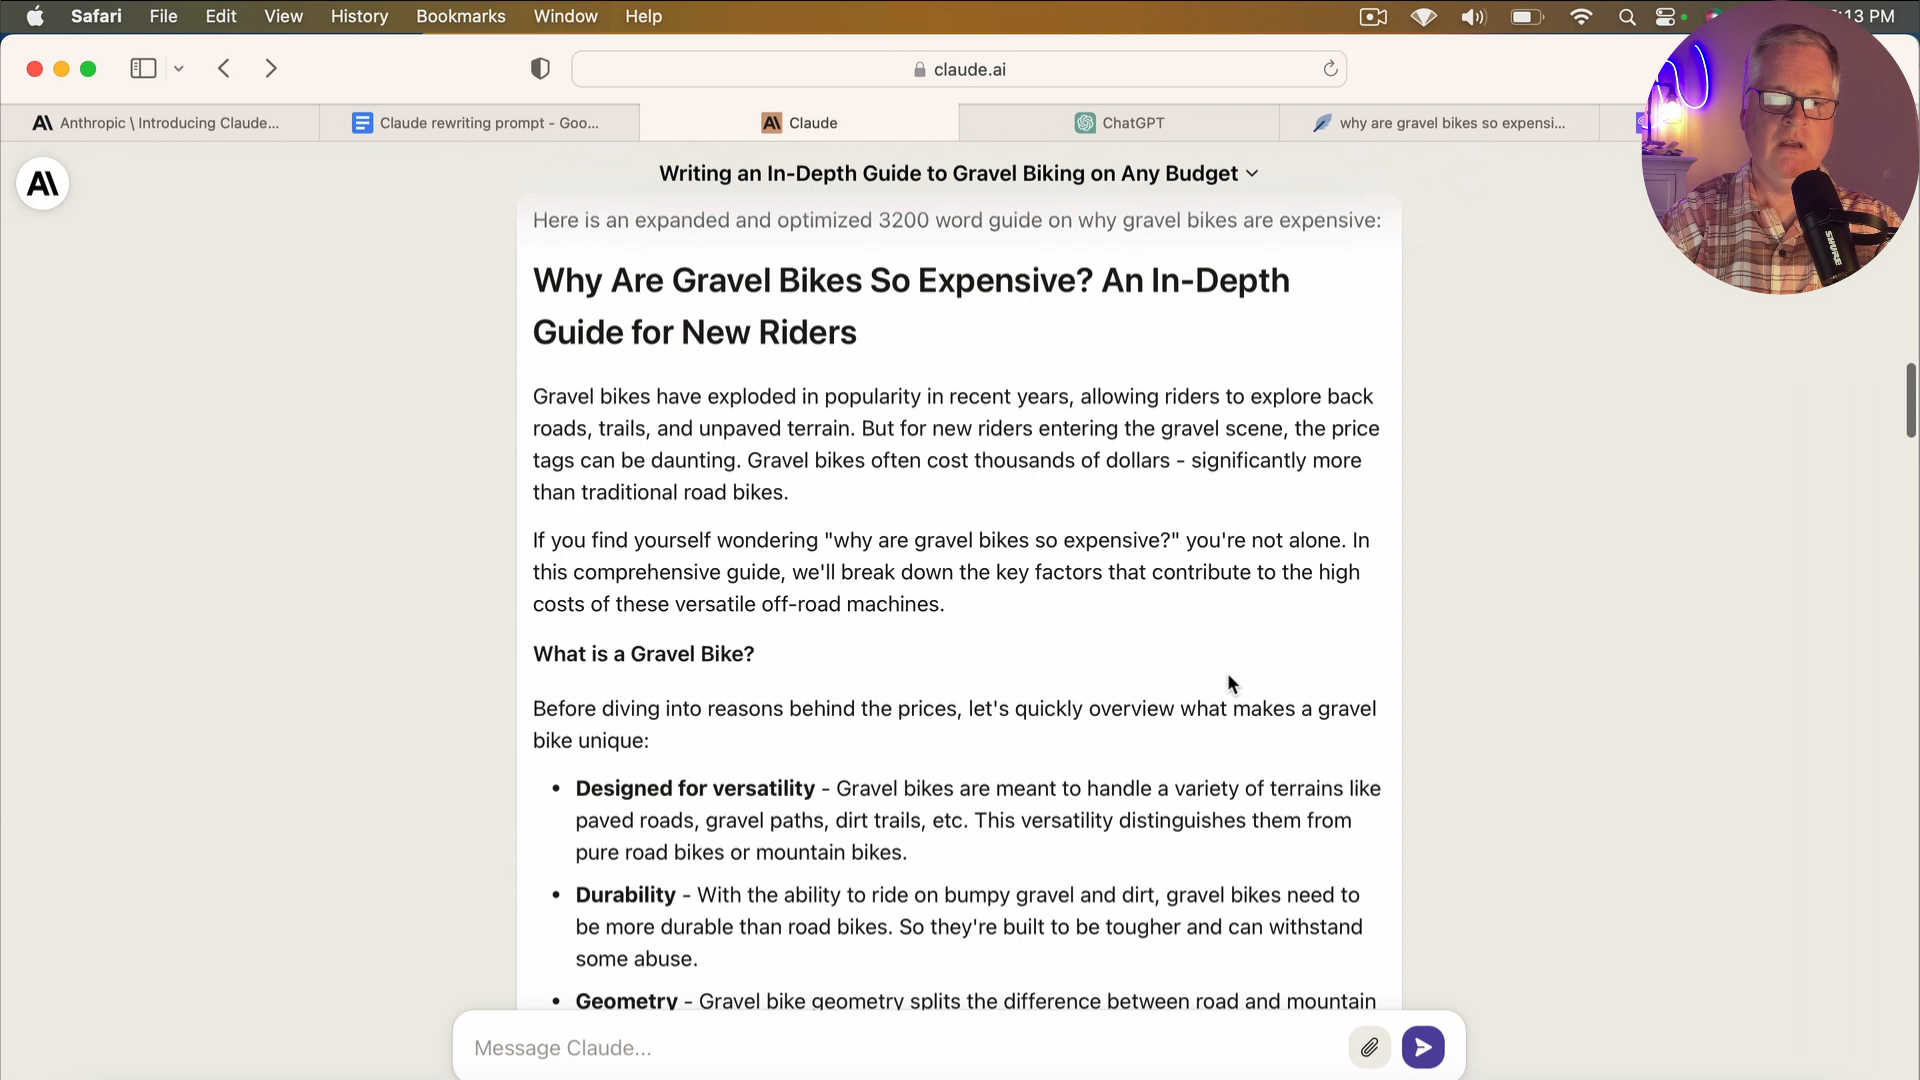 Safari File Edit View History Bookmarks Window Help
:13 PM
claude.ai
Anthropic \ Introducing Claude...
Claude rewriting prompt - Goo...
Claude
ChatGPT
why are gravel bikes so expensi...
Writing an In-Depth Guide to Gravel Biking on Any Budget
Here is an expanded and optimized 3200 word guide on why gravel bikes are expensive:
Why Are Gravel Bikes So Expensive? An In-Depth
Guide for New Riders
Gravel bikes have exploded in popularity in recent years, allowing riders to explore back
roads, trails, and unpaved terrain. But for new riders entering the gravel scene, the price
tags can be daunting. Gravel bikes often cost thousands of dollars - significantly more
than traditional road bikes.
If you find yourself wondering "why are gravel bikes so expensive?" you're not alone. In
this comprehensive guide, we'll break down the key factors that contribute to the high
costs of these versatile off-road machines.
What is a Gravel Bike?
Before diving into reasons behind the prices, let's quickly overview what makes a gravel
bike unique:
• Designed for versatility - Gravel bikes are meant to handle a variety of terrains like
paved roads, gravel paths, dirt trails, etc. This versatility distinguishes them from
pure road bikes or mountain bikes.
• Durability - With the ability to ride on bumpy gravel and dirt, gravel bikes need to
be more durable than road bikes. So they're built to be tougher and can withstand
some abuse.
• Geometry - Gravel bike geometry splits the difference between road and mountain
Message Claude...
SHURE